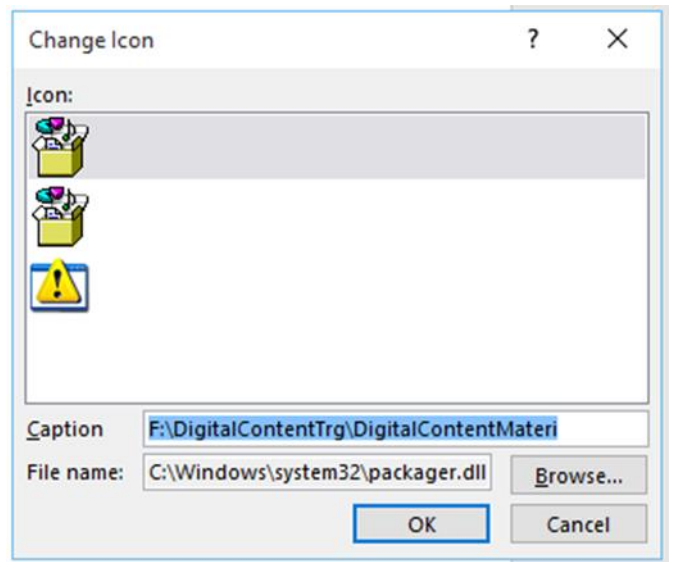 Change Icon ? X
Icon:
Caption F:\DigitalContentTrg\DigitalContentMateri
File name: C:\Windows\system32\packager.dll Browse...
OK Cancel